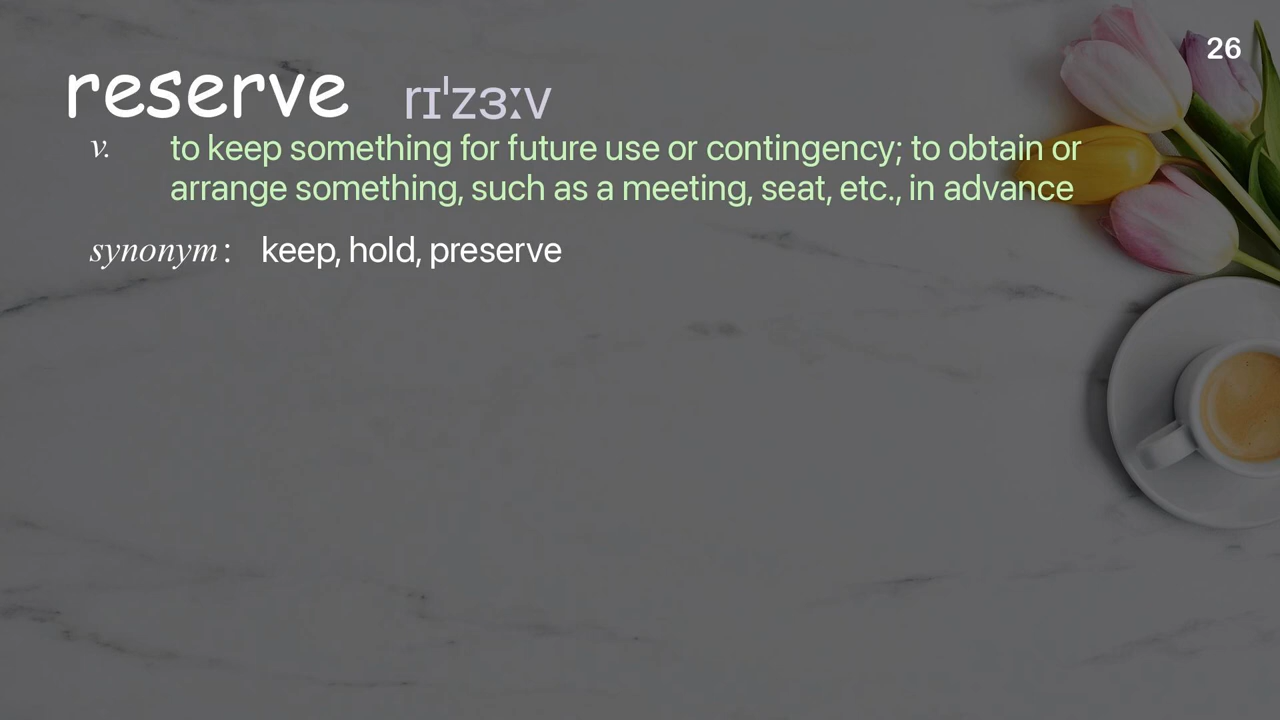 26
reserve rɪˈzɜːv
v. to keep something for future use or contingency; to obtain or
arrange something, such as a meeting, seat, etc., in advance
synonym : keep, hold, preserve